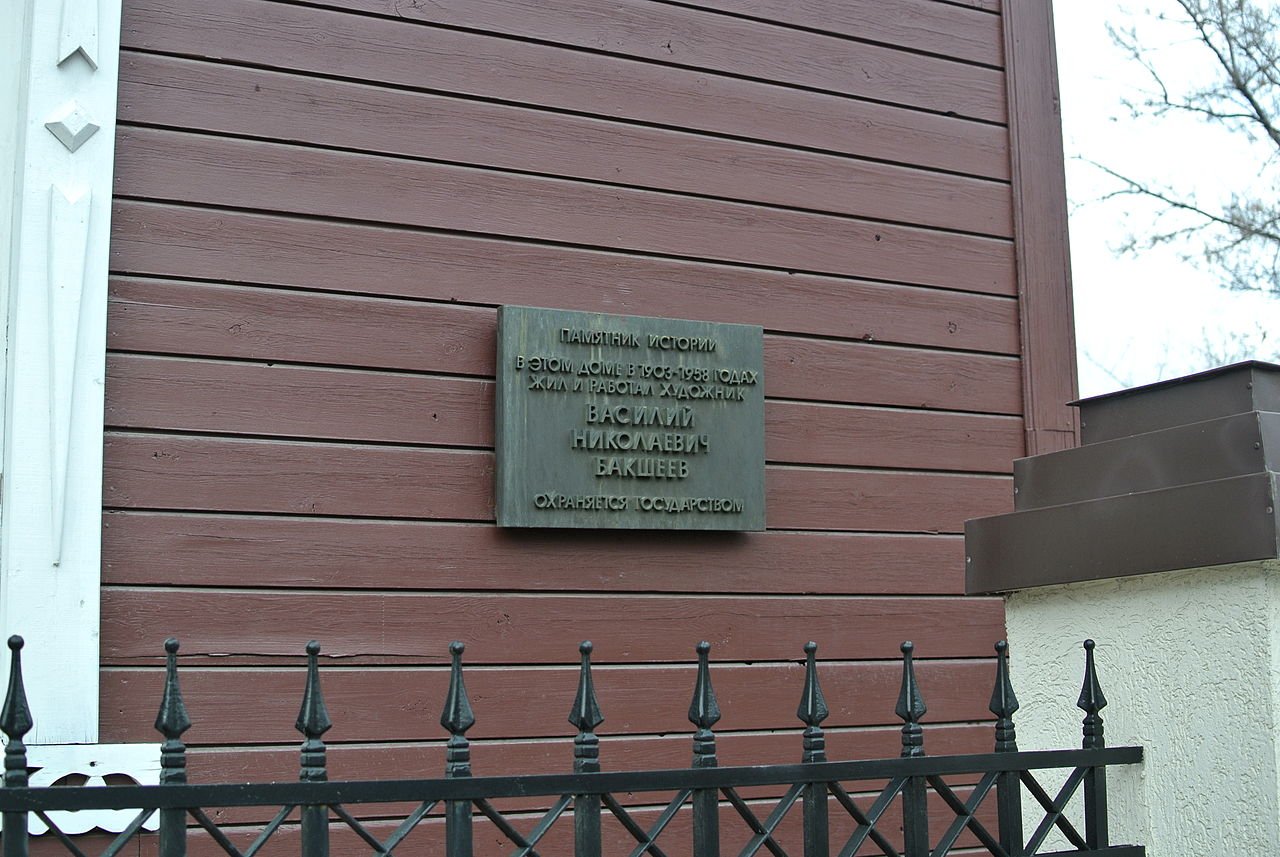 ПАМЯТНИК ИСТОРИИ
В ЭТОМ ДОМЕ В 1903-1958 ГОДАХ
ЖИЛ И РАБОТАЛ ХУДОЖНИК
ВАСИЛИЙ
НИКОЛАЕВИЧ
БАКШЕЕВ
ОХРАНЯЕТСЯ ГОСУДАРСТВОМ